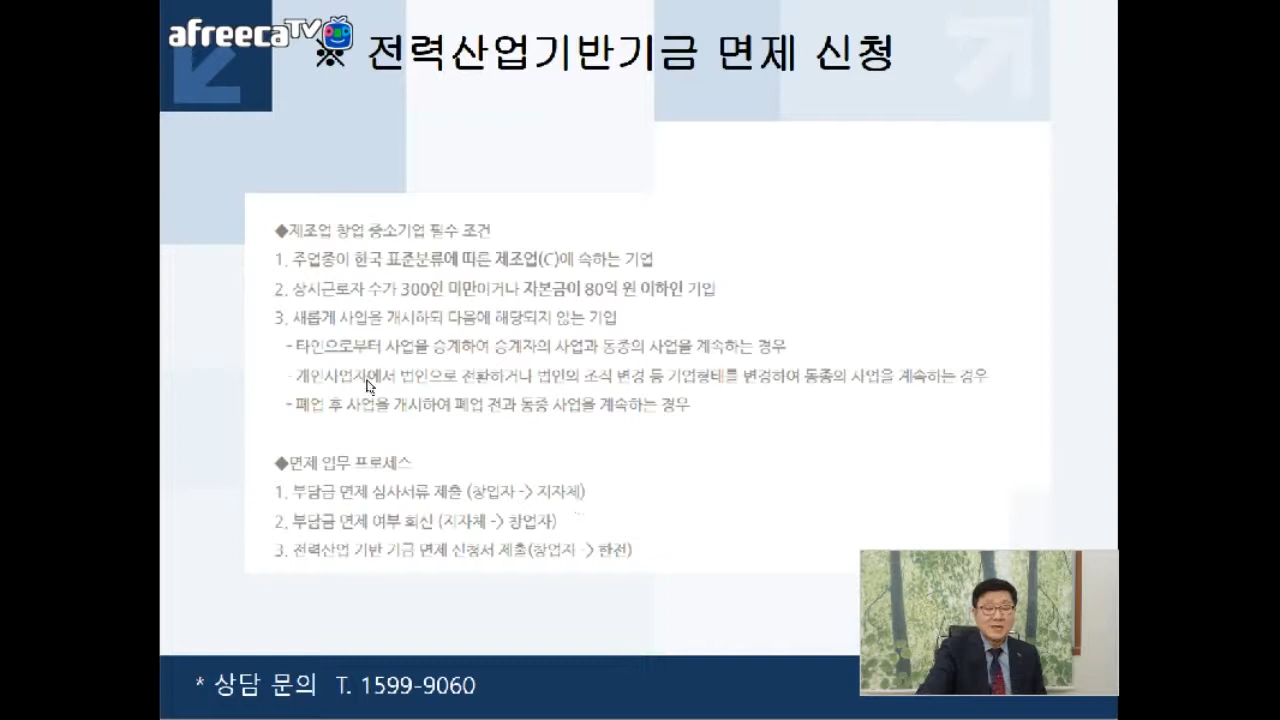 afreecaTV
※ 전력산업기반기금 면제 신청
◆제조업 창업 중소기업 필수 조건
1. 주업종이 한국 표준분류에 따른 제조업(C)에 속하는 기업
2. 상시근로자 수가 300인 미만이거나 자본금이 80억 원 이하인 기업
3. 새롭게 사업을 개시하되 다음에 해당되지 않는 기업
- 타인으로부터 사업을 승계하여 승계자의 사업과 동종의 사업을 계속하는 경우
- 개인사업자에서 법인으로 전환하거나 법인의 조직 변경 등 기업형태를 변경하여 동종의 사업을 계속하는 경우
- 폐업 후 사업을 개시하여 폐업 전과 동종 사업을 계속하는 경우
◆면제 업무 프로세스
1. 부담금 면제 심사서류 제출 (창업자 -> 지자체)
2. 부담금 면제 여부 회신 (지자체 -> 창업자)
3. 전력산업 기반 기금 면제 신청서 제출(창업자 -> 한전)
* 상담 문의 T. 1599-9060